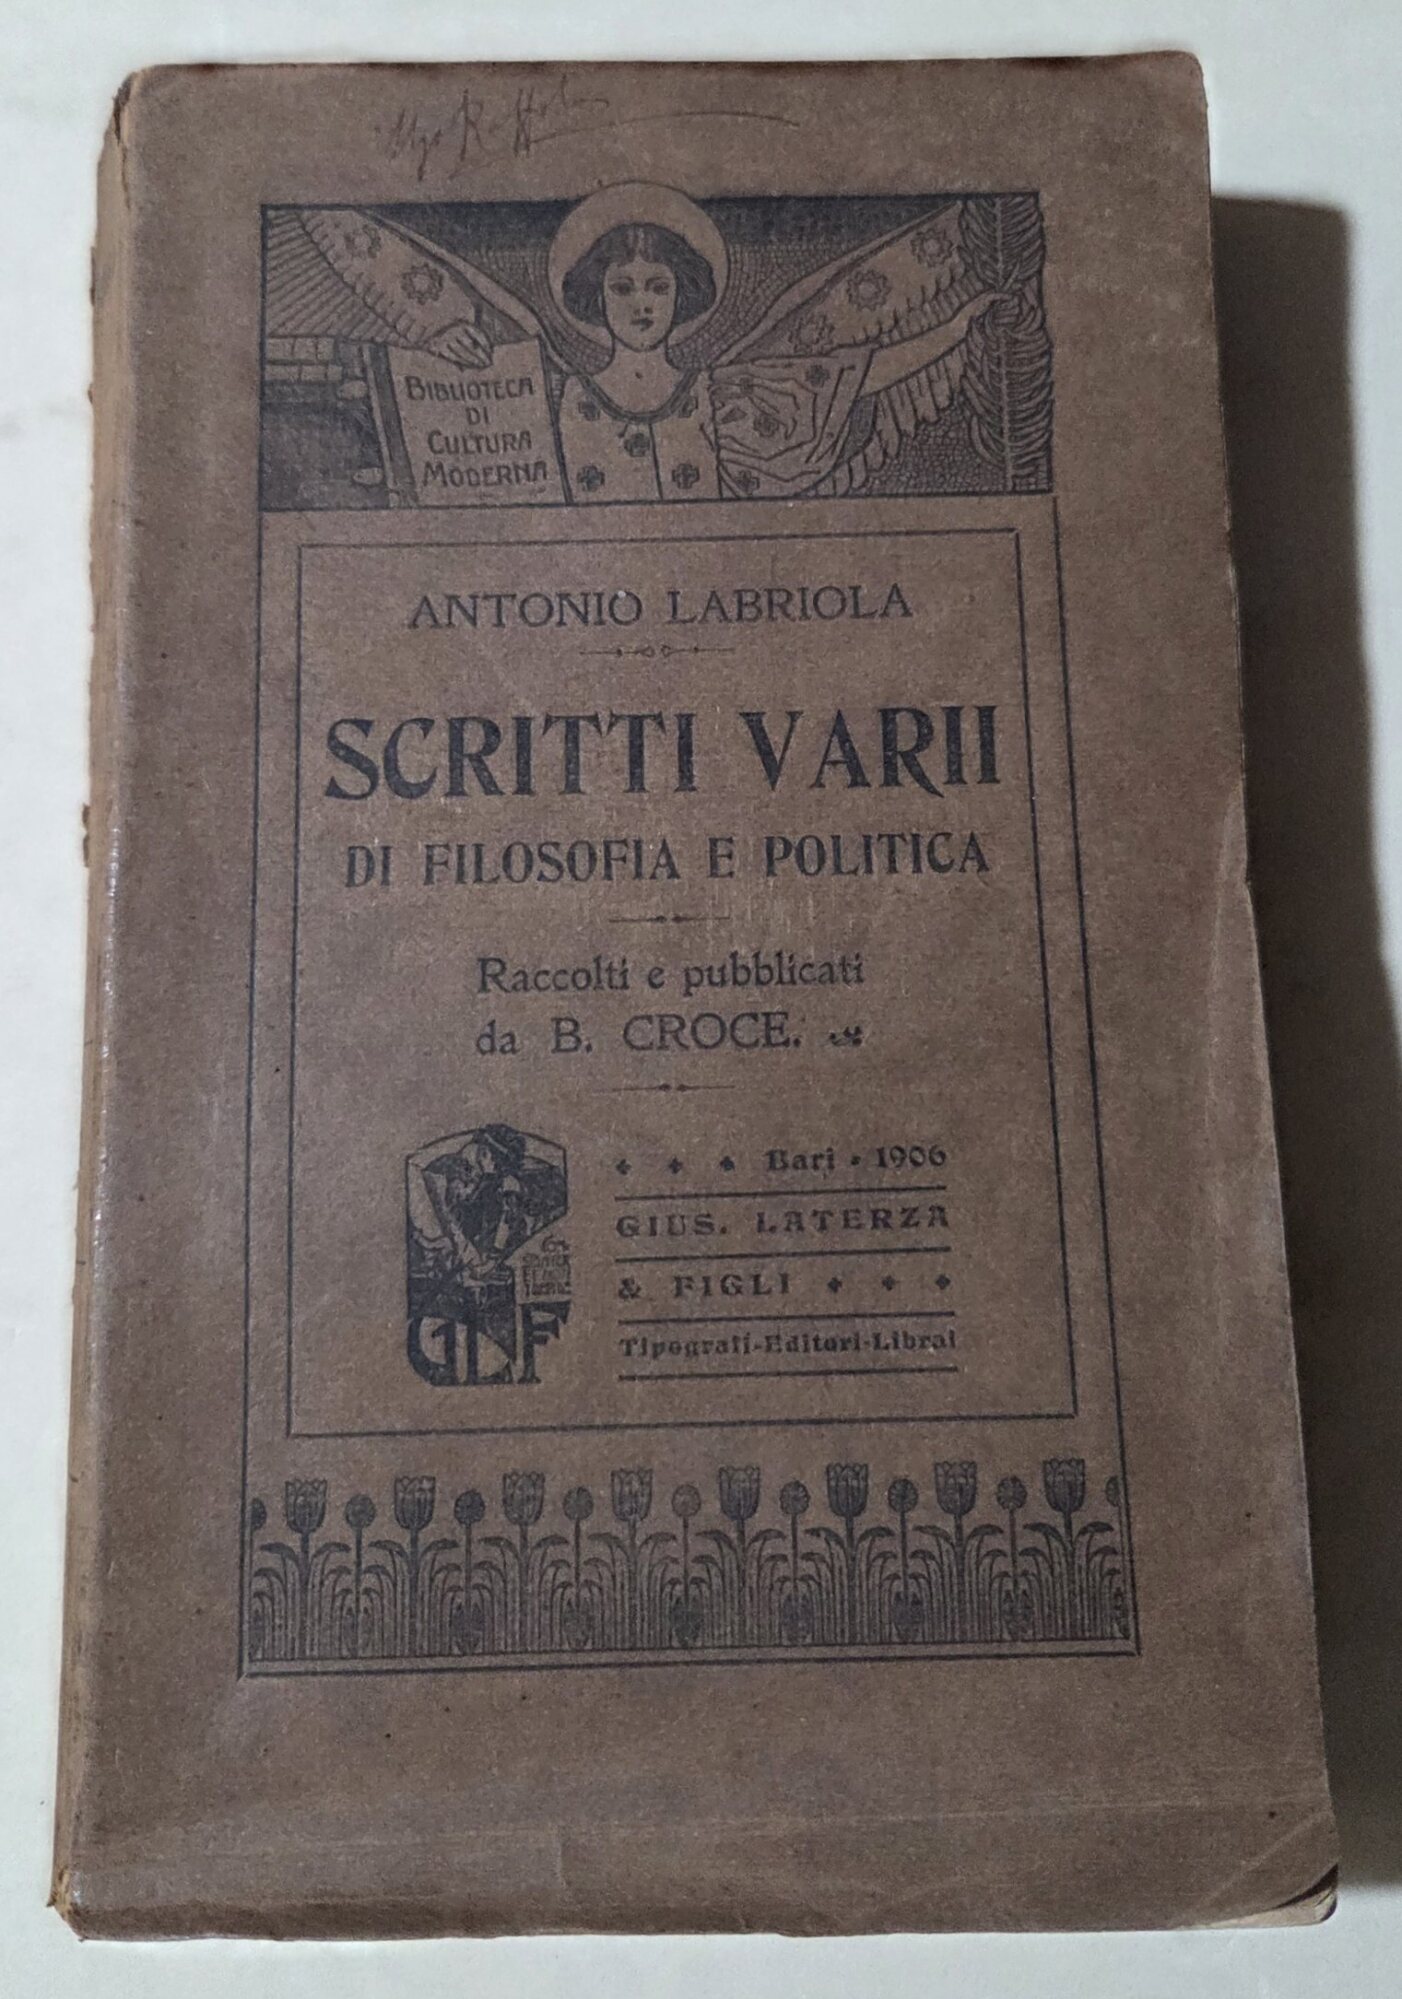 BIBLIOTECA
DI
CULTURA
MODERNA
ANTONIO LABRIOLA
SCRITTI VARII
DI FILOSOFIA E POLITICA
Raccolti e pubblicati
da B. CROCE.
Bari • 1906
GIUS. LATERZA
& FIGLI
Tipografi-Editori-Librai
GLF